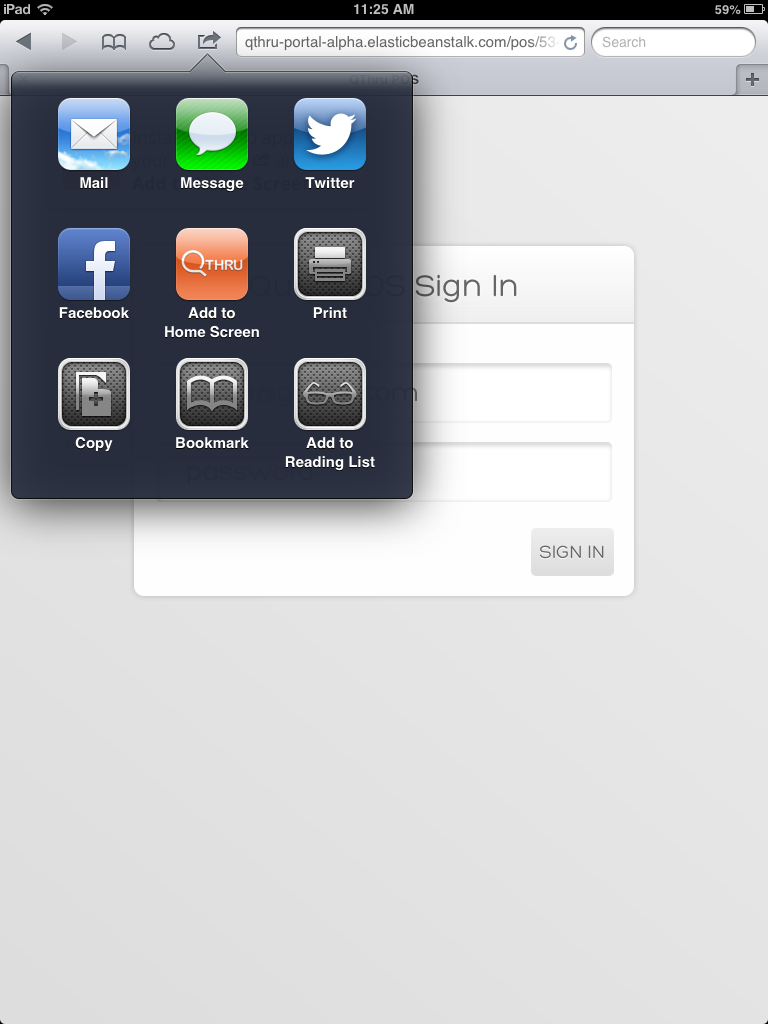 iPad 11:25 AM 59%
qthru-portal-alpha.elasticbeanstalk.com/pos/53
Search
QThru POS
Mail Message Twitter
Facebook
QTHRU
Add to
Home Screen
Print
Copy Bookmark
Add to
Reading List
Sign In
password
SIGN IN